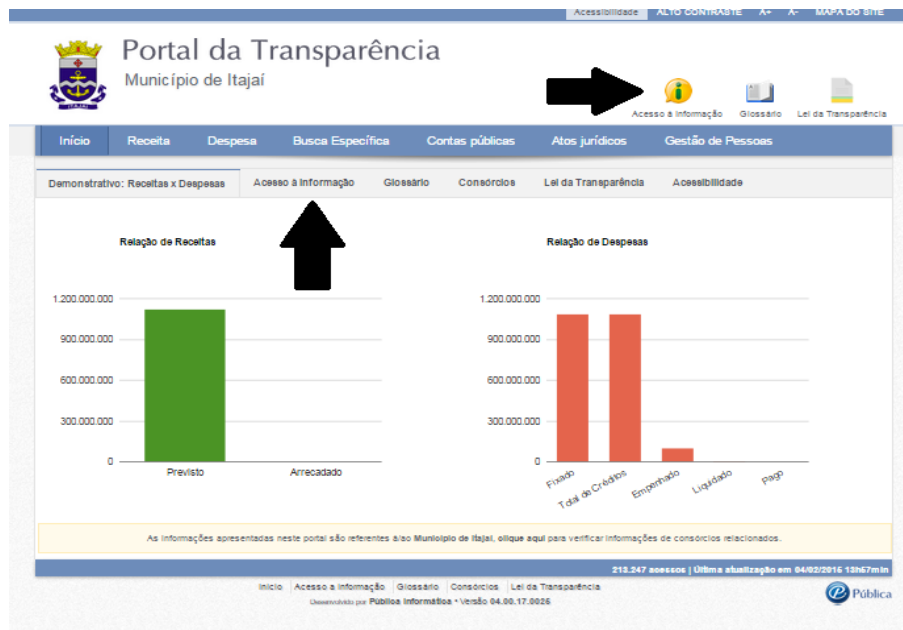 Acessibilidade ALTO CONTRASTE A+ A- MAPA DO SITE
Portal da Transparência
Município de Itajaí
ITAJAÍ
Acesso à Informação Glossário Lei da Transparência
Início Receita Despesa Busca Específica Contas públicas Atos jurídicos Gestão de Pessoas
Demonstrativo: Receitas x Despesas Acesso à Informação Glossário Consórcios Lei da Transparência Acessibilidade
Relação de Receitas
1.200.000.000
900.000.000
600.000.000
300.000.000
0
Previsto Arrecadado
Relação de Despesas
1.200.000.000
900.000.000
600.000.000
300.000.000
0
Fixado Total de Créditos Empenhado Liquidado Pago
As informações apresentadas neste portal são referentes à/ao Município de Itajaí, clique aqui para verificar informações de consórcios relacionados.
213.247 acessos | Última atualização em 04/02/2016 13h57min
Início Acesso a Informação Glossário Consórcios Lei da Transparência
Desenvolvido por Pública Informática • Versão 04.00.17.0026
Pública